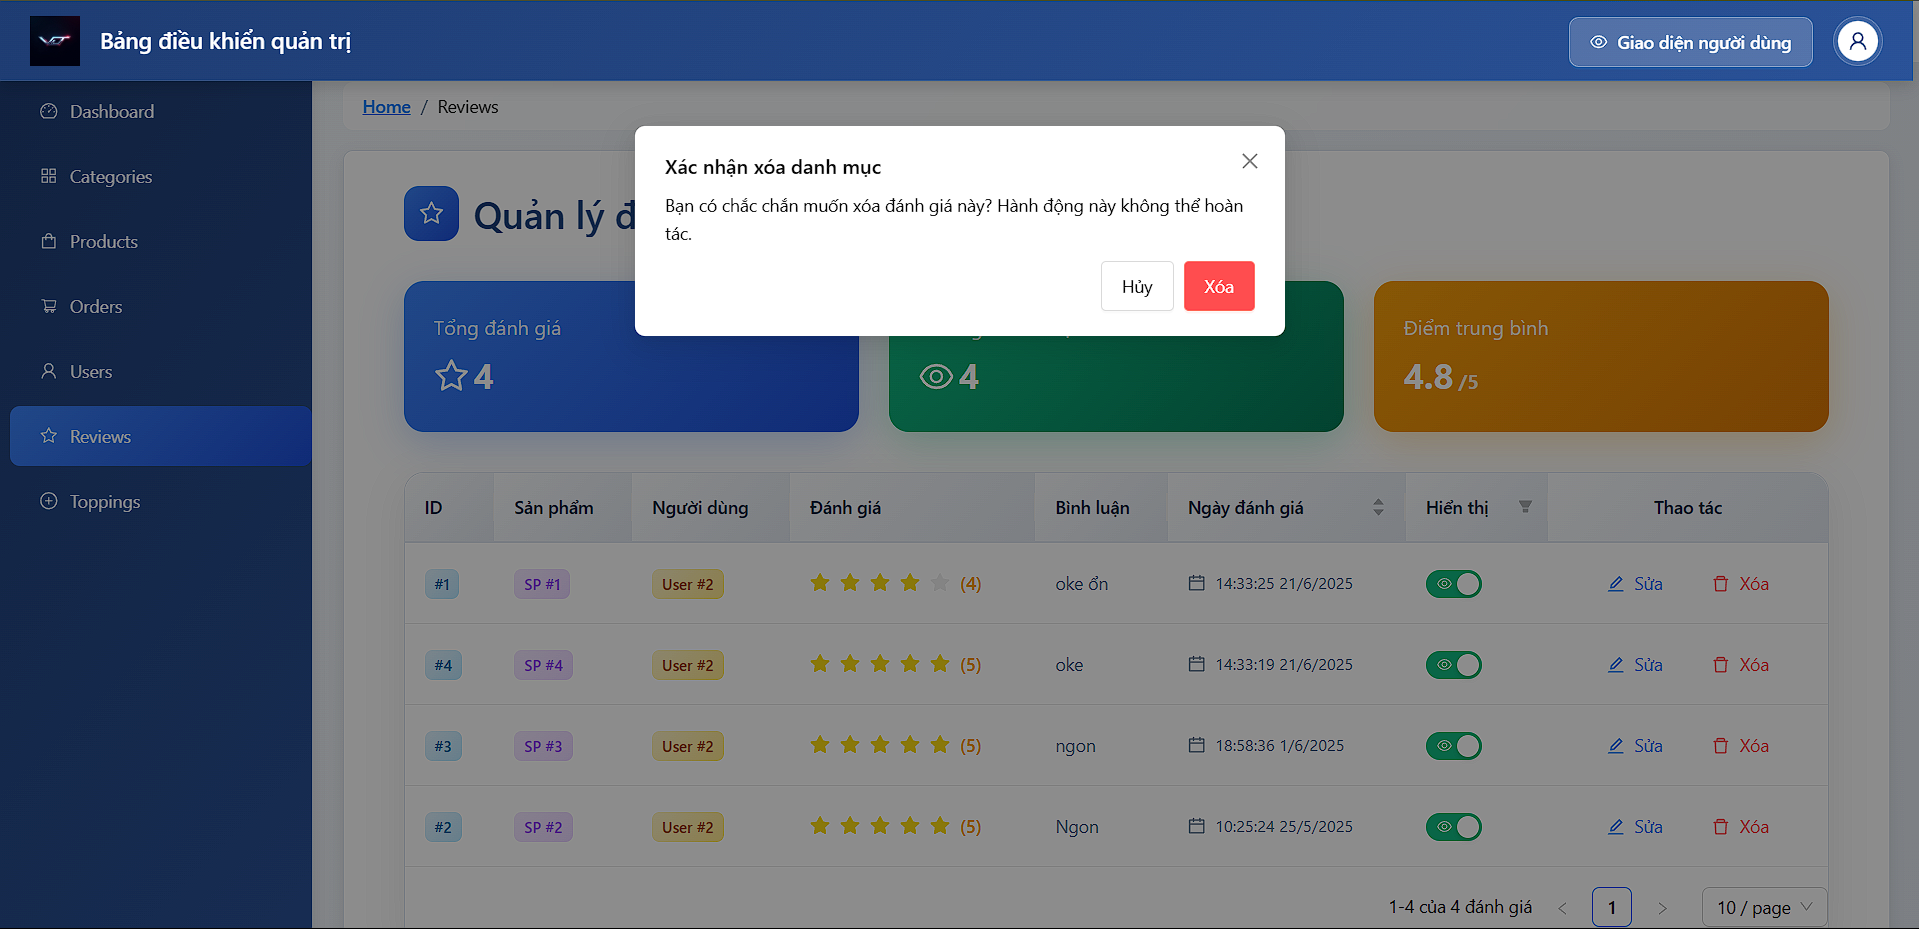 VCT
Bảng điều khiển quản trị
Giao diện người dùng
Dashboard
Categories
Products
Orders
Users
Reviews
Toppings
Home / Reviews
Quản lý đ
Xác nhận xóa danh mục
Bạn có chắc chắn muốn xóa đánh giá này? Hành động này không thể hoàn
tác.
Hủy
Xóa
Tổng đánh giá
4
4
Điểm trung bình
4.8 /5
ID Sản phẩm Người dùng Đánh giá Bình luận Ngày đánh giá Hiển thị Thao tác
#1 SP #1 User #2 (4) oke ổn 14:33:25 21/6/2025 Sửa Xóa
#4 SP #4 User #2 (5) oke 14:33:19 21/6/2025 Sửa Xóa
#3 SP #3 User #2 (5) ngon 18:58:36 1/6/2025 Sửa Xóa
#2 SP #2 User #2 (5) Ngon 10:25:24 25/5/2025 Sửa Xóa
1-4 của 4 đánh giá < 1 > 10 / page